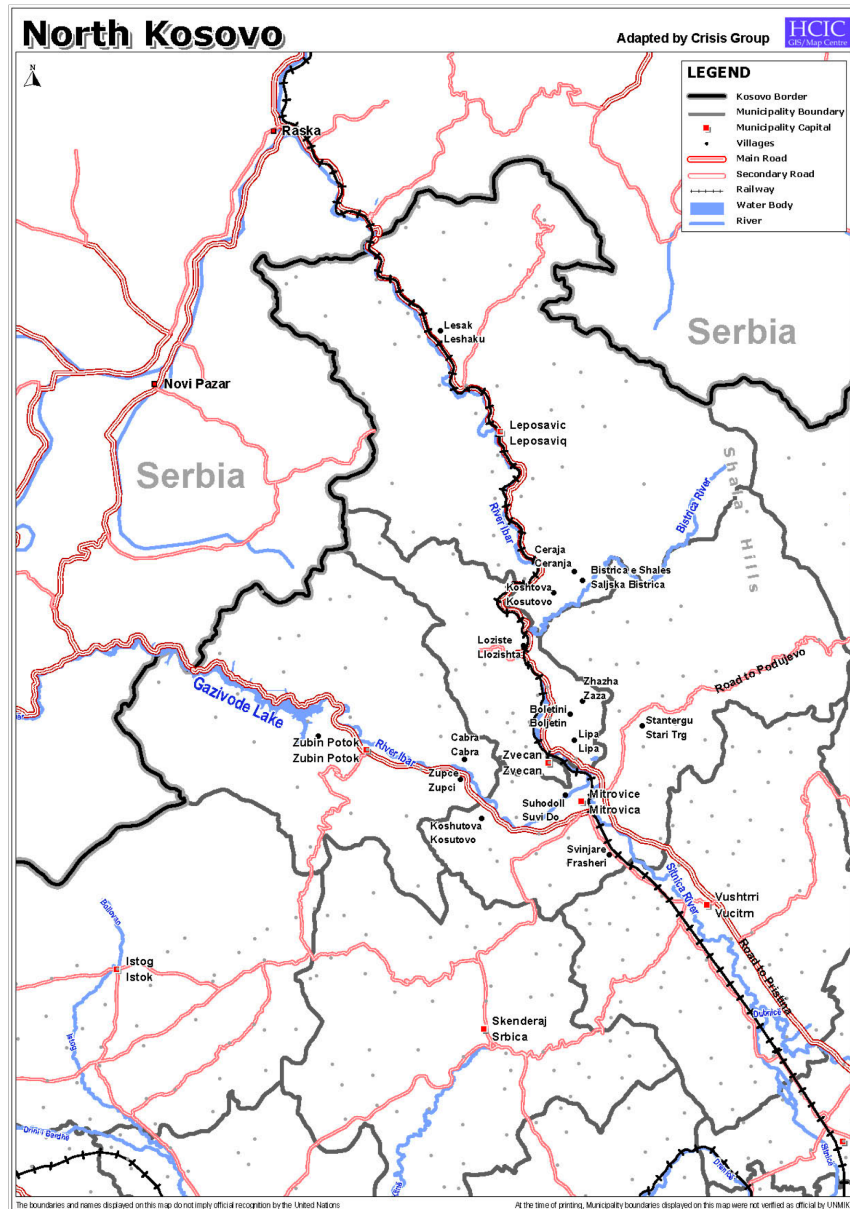 North Kosovo
Adapted by Crisis Group
HCIC
GIS/Map Centre
N
LEGEND
Kosovo Border
Municipality Boundary
Municipality Capital
Villages
Main Road
Secondary Road
Railway
Water Body
River
Raska
Serbia
Lesak
Leshaku
Novi Pazar
Leposavic
Leposaviq
Serbia
Shala Hills
Bistrica River
River Ibar
Ceraja
Ceranja
Bistrica e Shales
Saljska Bistrica
Koshtova
Kosutovo
Loziste
Llozishta
Road to Podujevo
Zhazha
Zaza
Gazivode Lake
Boletini
Boljetin
Stantergu
Stari Trg
Zubin Potok
Zubin Potok
River Ibar
Cabra
Cabra
Lipa
Lipa
Zvecan
Zvecan
Zupce
Zupci
Suhodoll
Suvi Do
Mitrovice
Mitrovica
Koshutova
Kosutovo
Svinjare
Frasheri
Sitnica River
Vushtrri
Vucitrn
Road to Pristina
Bollovan
Istog
Istok
Dubnice
Skenderaj
Srbica
Istog
Drini i Bardhe
Sitnice
The boundaries and names displayed on this map do not imply official recognition by the United Nations
At the time of printing, Municipality boundaries displayed on this map were not verified as official by UNMIK